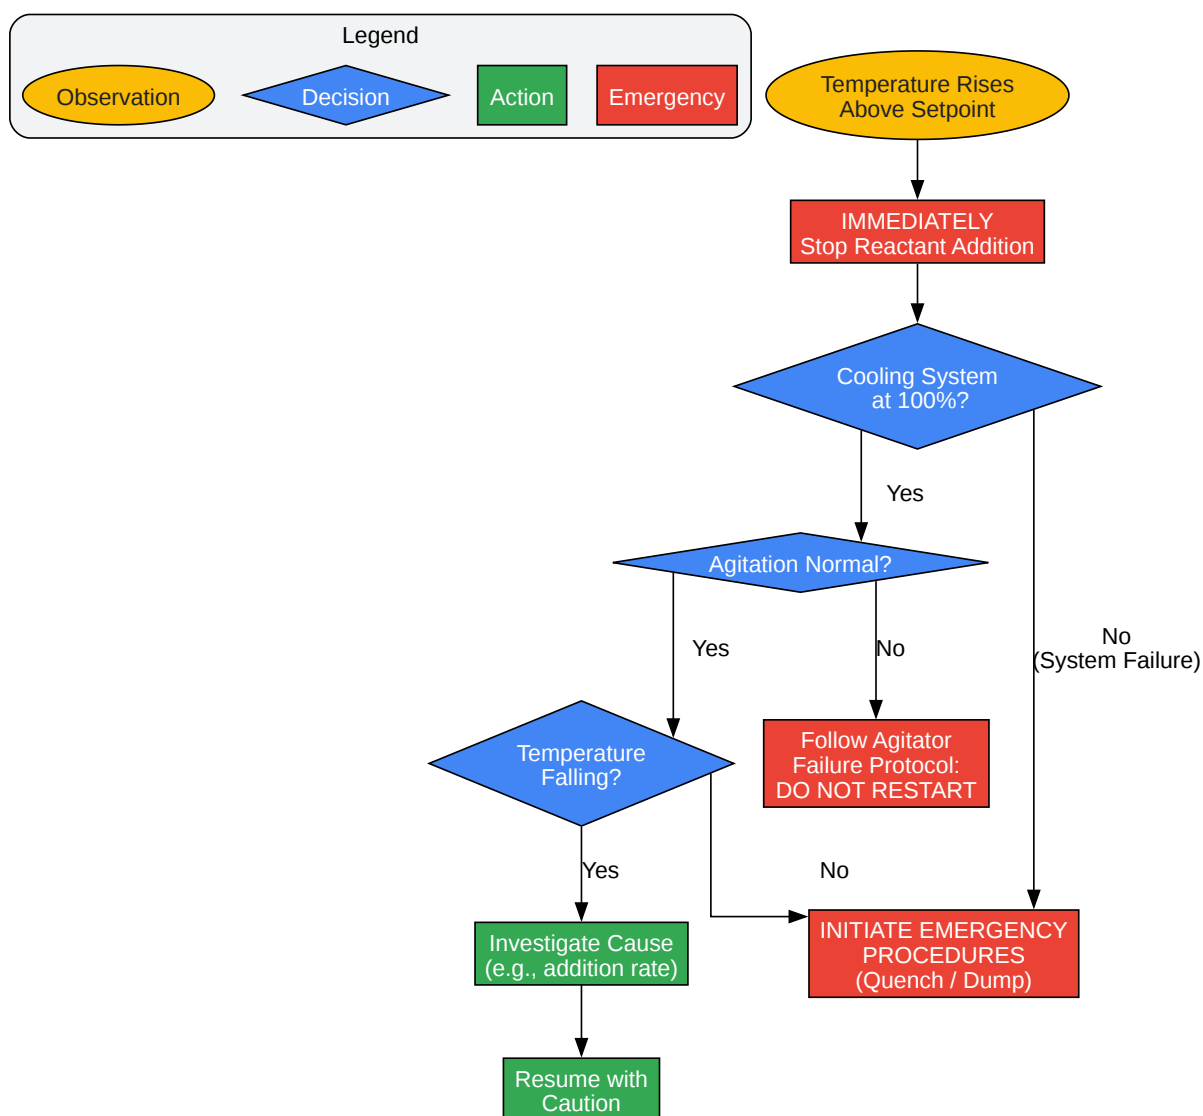 Legend
Observation
Decision
Action
Emergency
Temperature Rises
Above Setpoint
IMMEDIATELY
Stop Reactant Addition
Cooling System
at 100%?
Yes
Agitation Normal?
Yes
No
No
(System Failure)
Temperature
Falling?
Follow Agitator
Failure Protocol:
DO NOT RESTART
Yes
No
Investigate Cause
(e.g., addition rate)
INITIATE EMERGENCY
PROCEDURES
(Quench / Dump)
Resume with
Caution